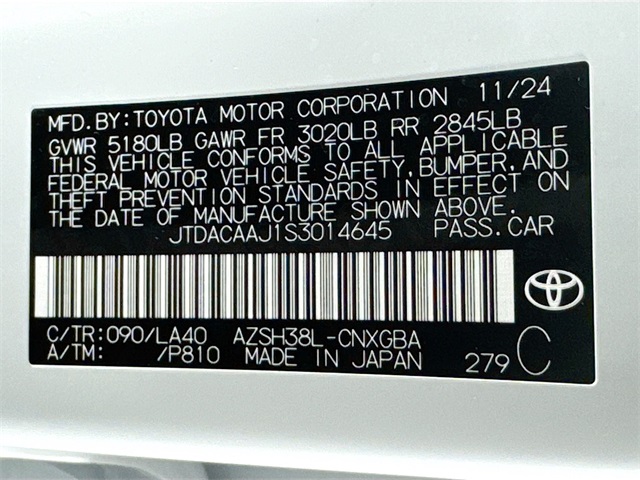 MFD.BY:TOYOTA MOTOR CORPORATION 11/24
GVWR 5180LB GAWR FR 3020LB RR 2845LB
THIS VEHICLE CONFORMS TO ALL APPLICABLE
FEDERAL MOTOR VEHICLE SAFETY,BUMPER,AND
THEFT PREVENTION STANDARDS IN EFFECT ON
THE DATE OF MANUFACTURE SHOWN ABOVE.
JTDACAAJ1S3014645 PASS.CAR
C/TR:090/LA40 AZSH38L-CNXGBA
A/TM: /P810 MADE IN JAPAN 279 C